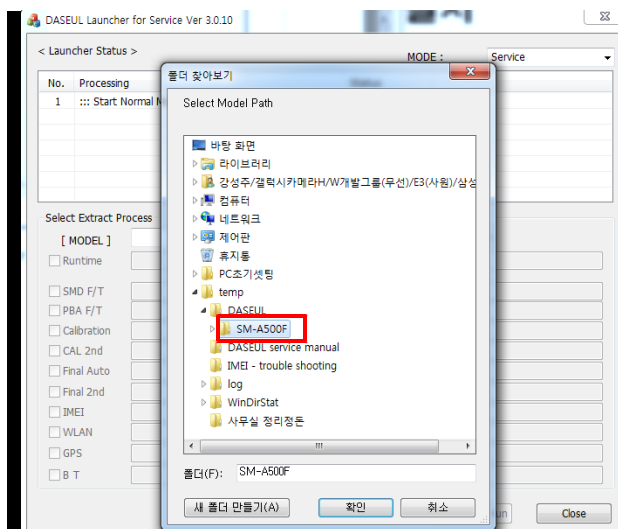 DASEUL Launcher for Service Ver 3.0.10
< Launcher Status >
MODE :
Service
No.
Processing
Status
1
::: Start Normal M
폴더 찾아보기
Select Model Path
바탕 화면
라이브러리
강성주/갤럭시카메라H/W개발그룹(무선)/E3(사원)/삼성
컴퓨터
네트워크
제어판
휴지통
PC초기셋팅
temp
DASEUL
SM-A500F
DASEUL service manual
IMEI - trouble shooting
log
WinDirStat
사무실 정리정돈
폴더(F):
SM-A500F
새 폴더 만들기(A)
확인
취소
Select Extract Process
[ MODEL ]
Runtime
SMD F/T
PBA F/T
Calibration
CAL 2nd
Final Auto
Final 2nd
IMEI
WLAN
GPS
B T
Close